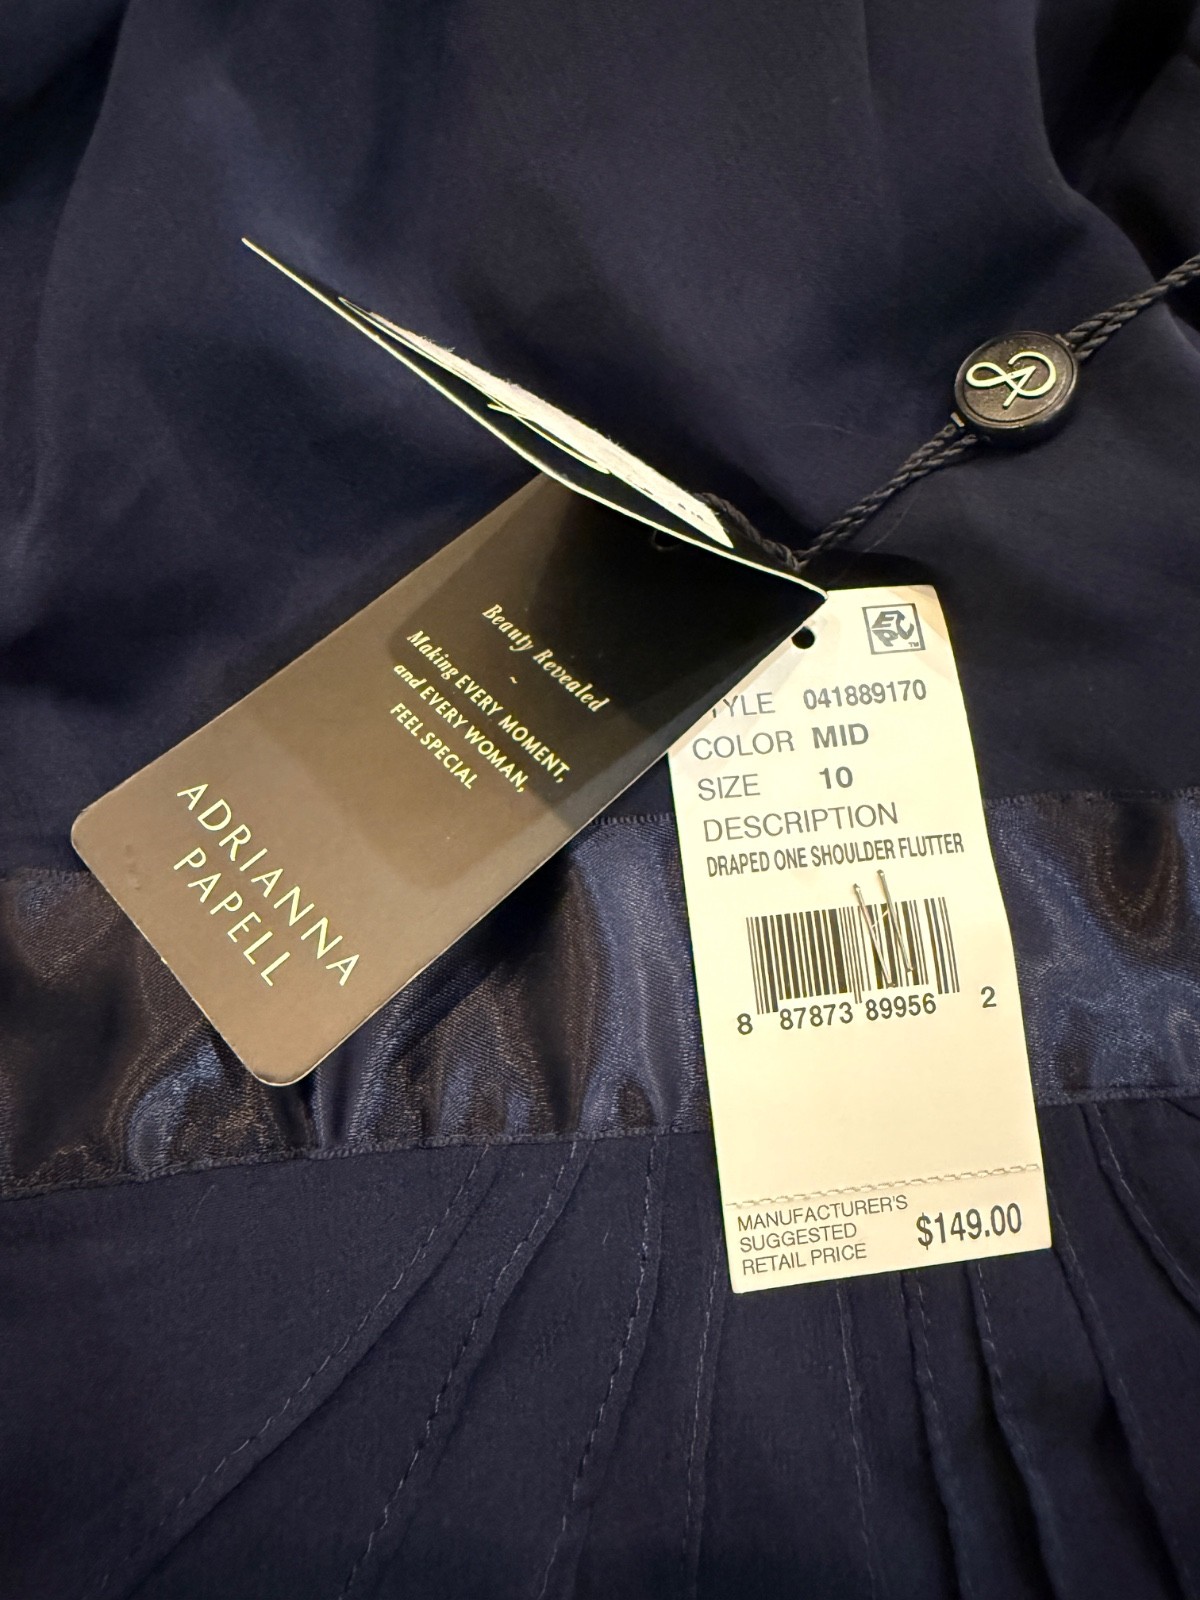 Beauty Revealed
~
Making EVERY MOMENT,
and EVERY WOMAN,
FEEL SPECIAL
ADRIANNA
PAPELL
TYLE 041889170
COLOR MID
SIZE 10
DESCRIPTION
DRAPED ONE SHOULDER FLUTTER
8 87873 89956 2
MANUFACTURER'S
SUGGESTED
RETAIL PRICE
$149.00